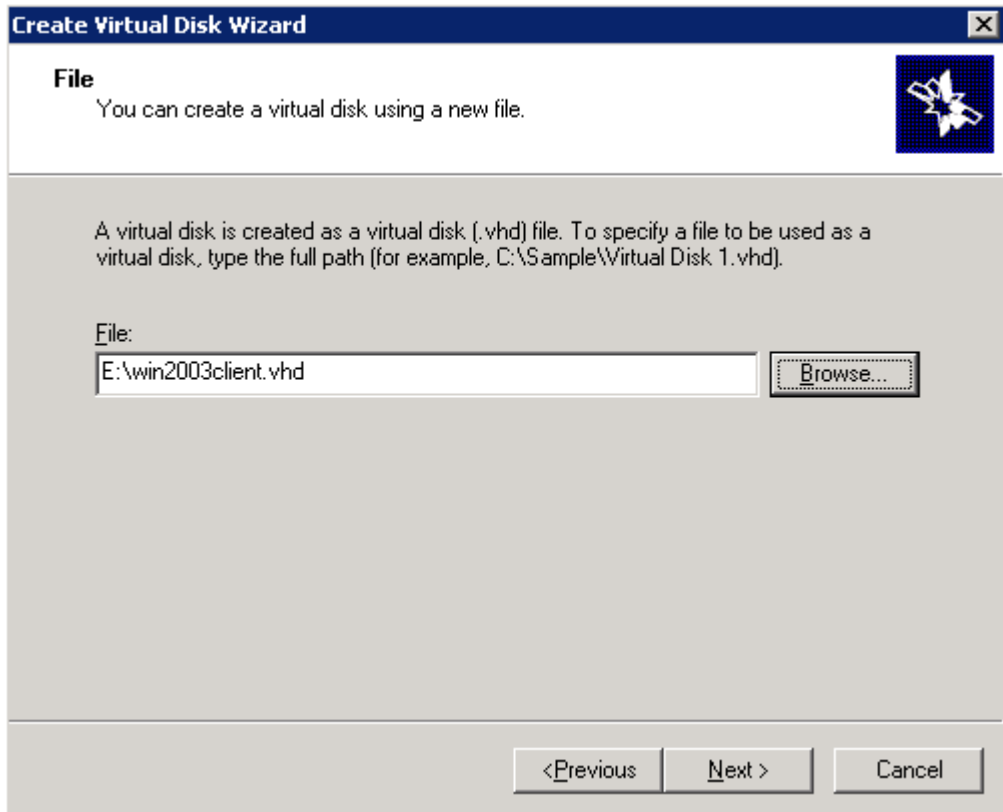 Create Virtual Disk Wizard
File
You can create a virtual disk using a new file.
A virtual disk is created as a virtual disk (.vhd) file. To specify a file to be used as a
virtual disk, type the full path (for example, C:\Sample\Virtual Disk 1.vhd).
File:
E:\win2003client.vhd
Browse...
<Previous
Next >
Cancel